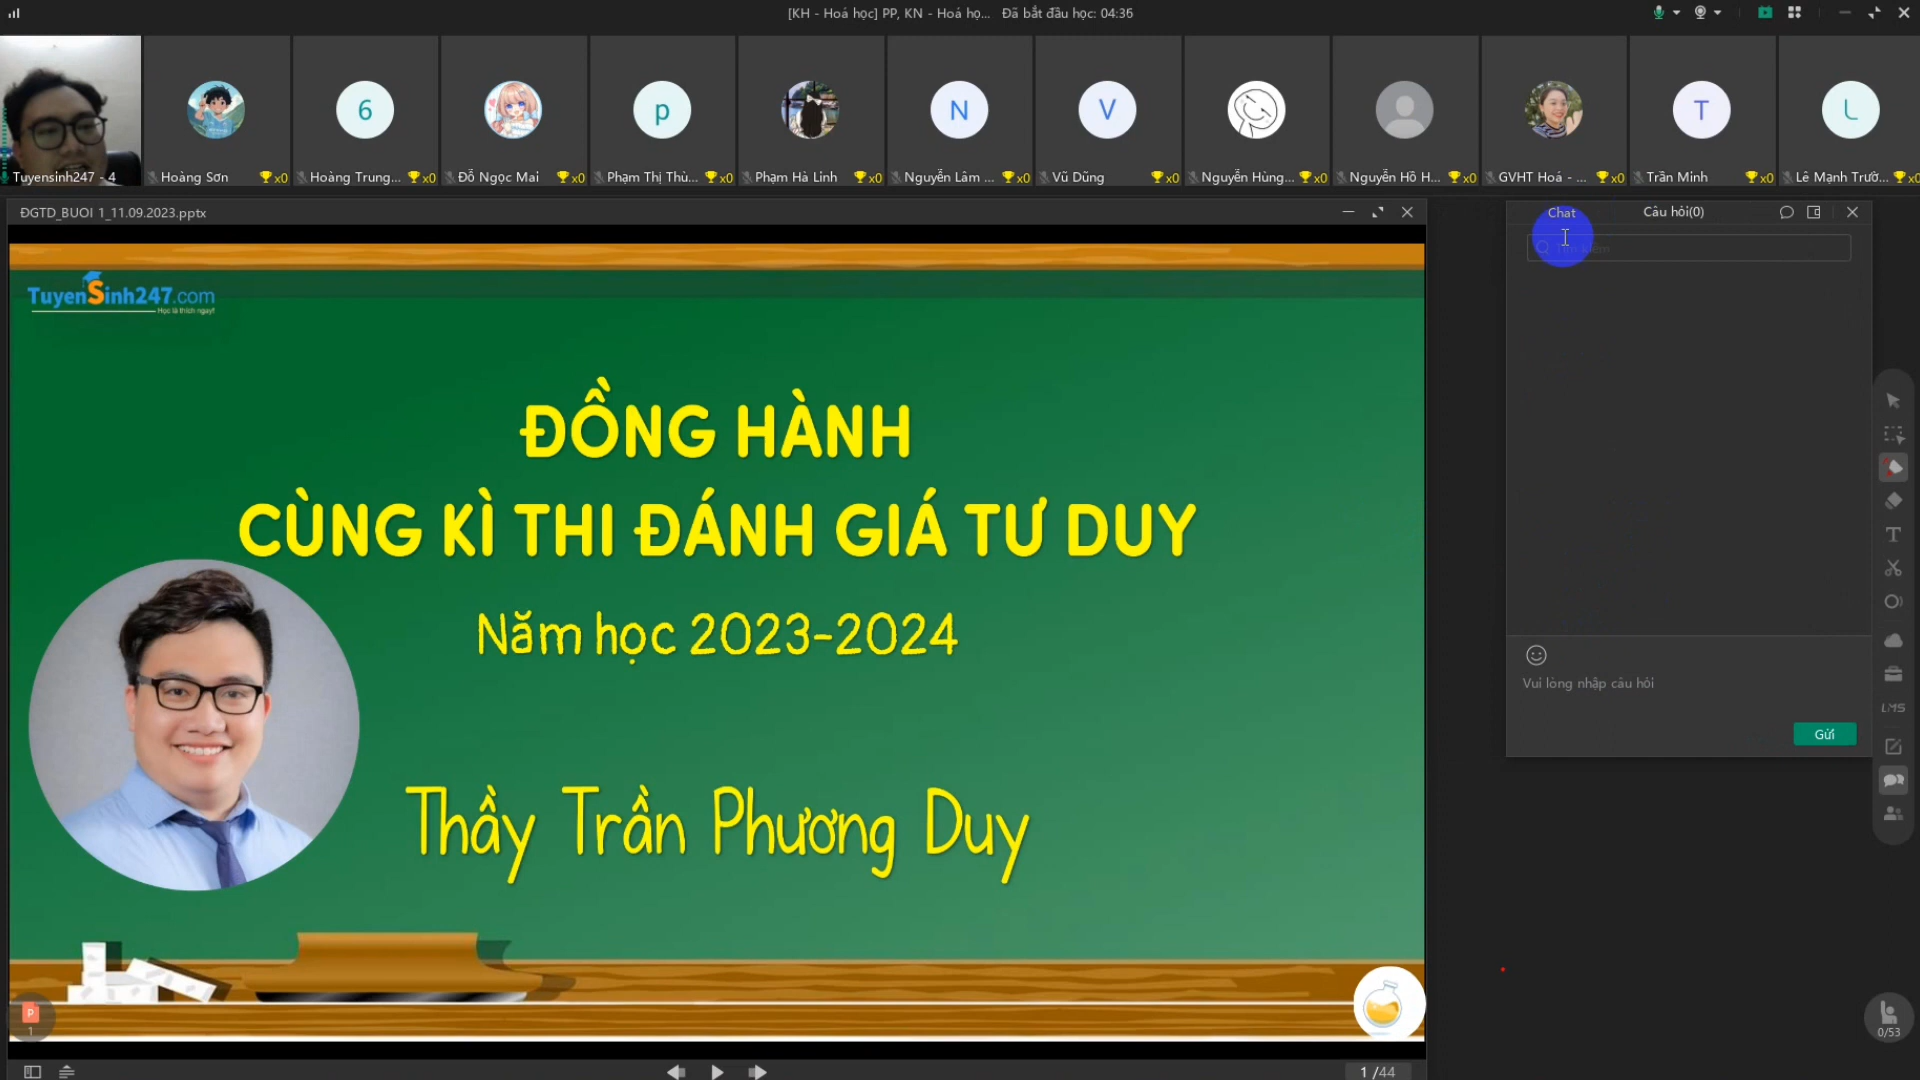 [KH - Hoá học] PP, KN - Hoá họ... Đã bắt đầu học: 04:36
6
p
N
V
T
L
Tuyensinh247 - 4
Hoàng Sơn x0
Hoàng Trung... x0
Đỗ Ngọc Mai x0
Phạm Thị Thù... x0
Phạm Hà Linh x0
Nguyễn Lâm ... x0
Vũ Dũng x0
Nguyễn Hùng... x0
Nguyễn Hồ H... x0
GVHT Hoá - ... x0
Trần Minh x0
Lê Mạnh Trườ... x0
ĐGTD_BUOI 1_11.09.2023.pptx
Chat Câu hỏi(0)
TuyenSinh247.com
Học là thích ngay!
ĐỒNG HÀNH
CÙNG KÌ THI ĐÁNH GIÁ TƯ DUY
Năm học 2023-2024
Thầy Trần Phương Duy
Vui lòng nhập câu hỏi
Gửi
LMS
P
1
0/53
1 /44